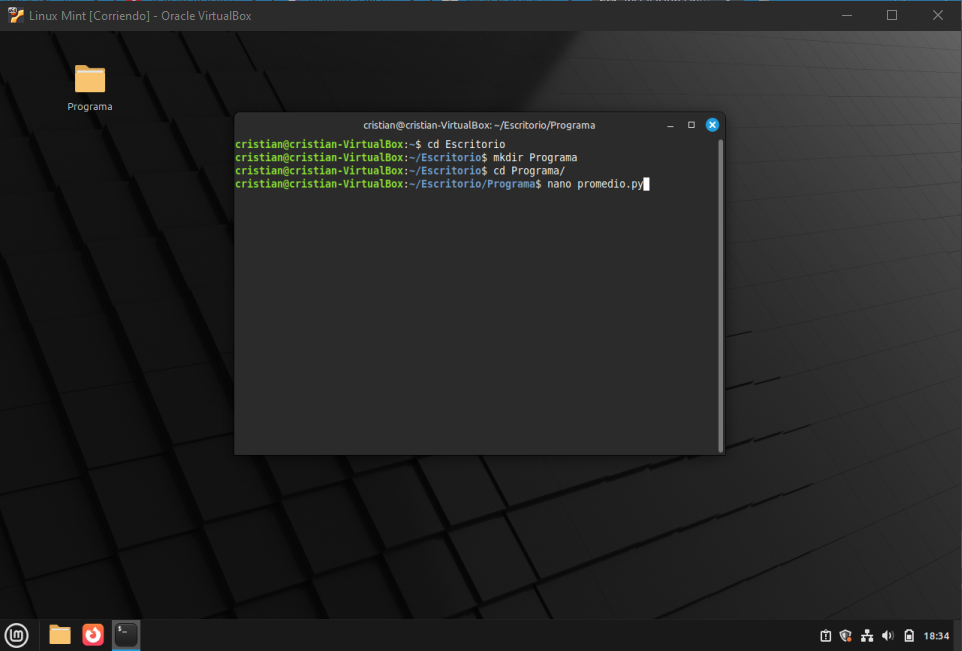 Linux Mint [Corriendo] - Oracle VirtualBox
Programa
cristian@cristian-VirtualBox: ~/Escritorio/Programa
cristian@cristian-VirtualBox:~$ cd Escritorio
cristian@cristian-VirtualBox:~/Escritorio$ mkdir Programa
cristian@cristian-VirtualBox:~/Escritorio$ cd Programa/
cristian@cristian-VirtualBox:~/Escritorio/Programa$ nano promedio.py
18:34